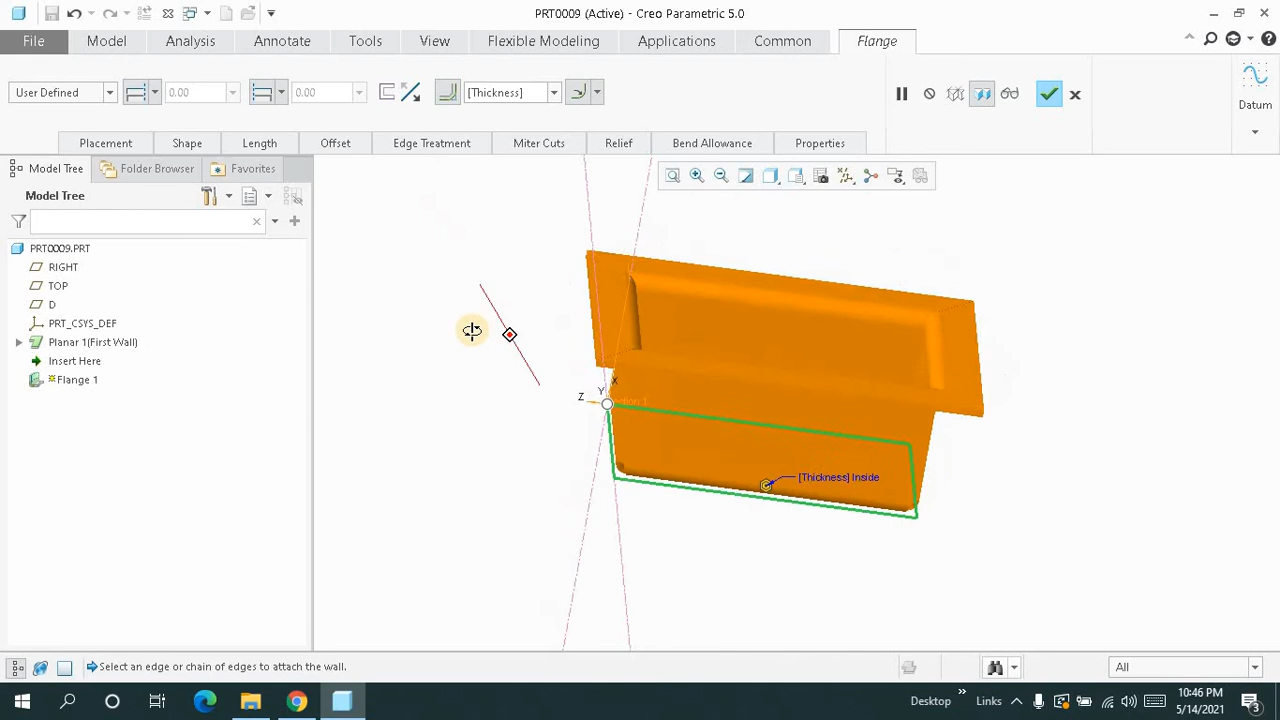 PRT0009 (Active) - Creo Parametric 5.0
File Model Analysis Annotate Tools View Flexible Modeling Applications Common Flange
User Defined 0.00 0.00 [Thickness]
Datum
Placement Shape Length Offset Edge Treatment Miter Cuts Relief Bend Allowance Properties
Model Tree Folder Browser Favorites
Model Tree
PRT0009.PRT
RIGHT
TOP
D
PRT_CSYS_DEF
Planar 1(First Wall)
Insert Here
Flange 1
X
Y
Z
[Thickness] Inside
Select an edge or chain of edges to attach the wall.
All
Desktop
Links
10:46 PM
5/14/2021
3